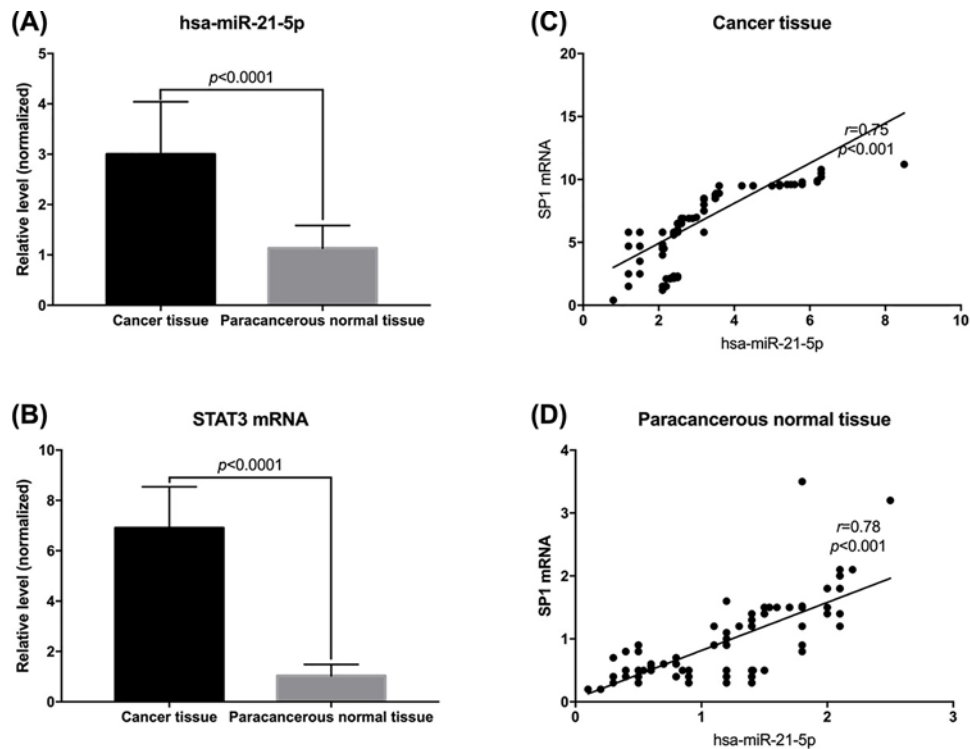 (A)
hsa-miR-21-5p
Relative level (normalized)
5
4
3
2
1
0
p<0.0001
Cancer tissue
Paracancerous normal tissue
(C)
Cancer tissue
SP1 mRNA
20
15
10
5
0
r=0.75
p<0.001
0 2 4 6 8 10
hsa-miR-21-5p
(B)
STAT3 mRNA
Relative level (normalized)
10
8
6
4
2
0
p<0.0001
Cancer tissue
Paracancerous normal tissue
(D)
Paracancerous normal tissue
SP1 mRNA
4
3
2
1
0
r=0.78
p<0.001
0 1 2 3
hsa-miR-21-5p